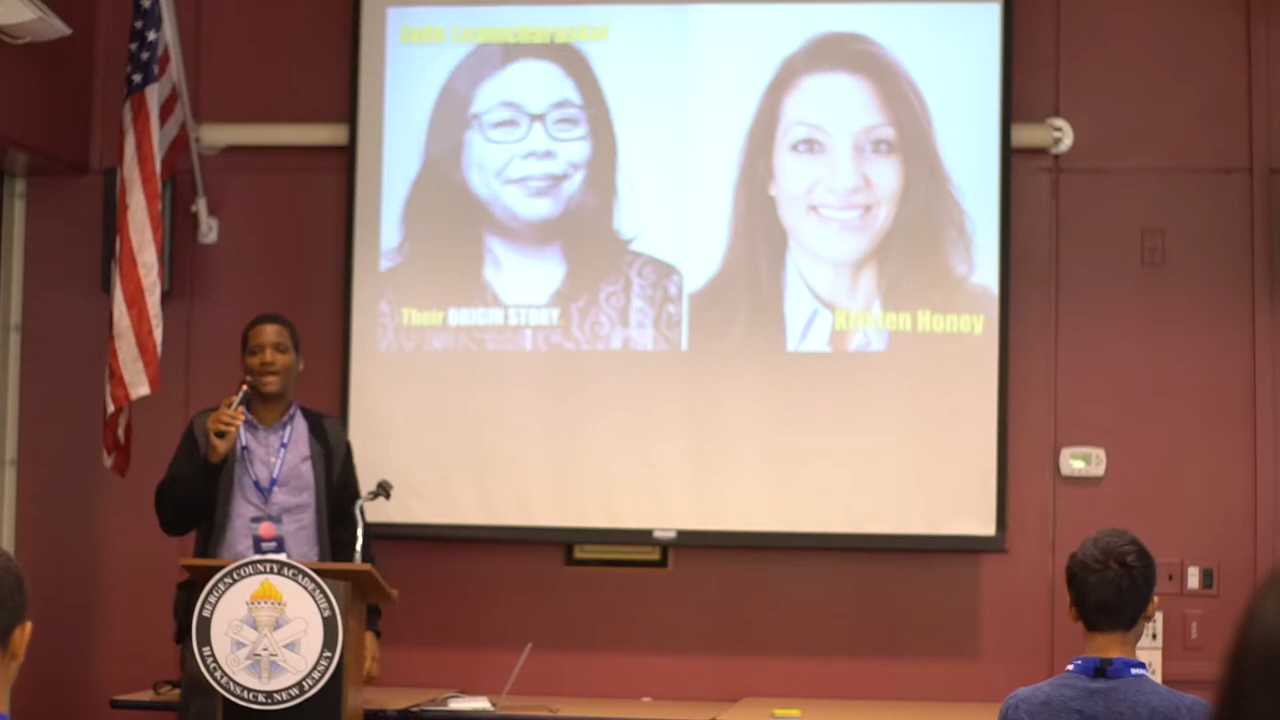 Their ORIGIN STORY.
Kristen Honey
BERGEN COUNTY ACADEMIES
HACKENSACK, NEW JERSEY